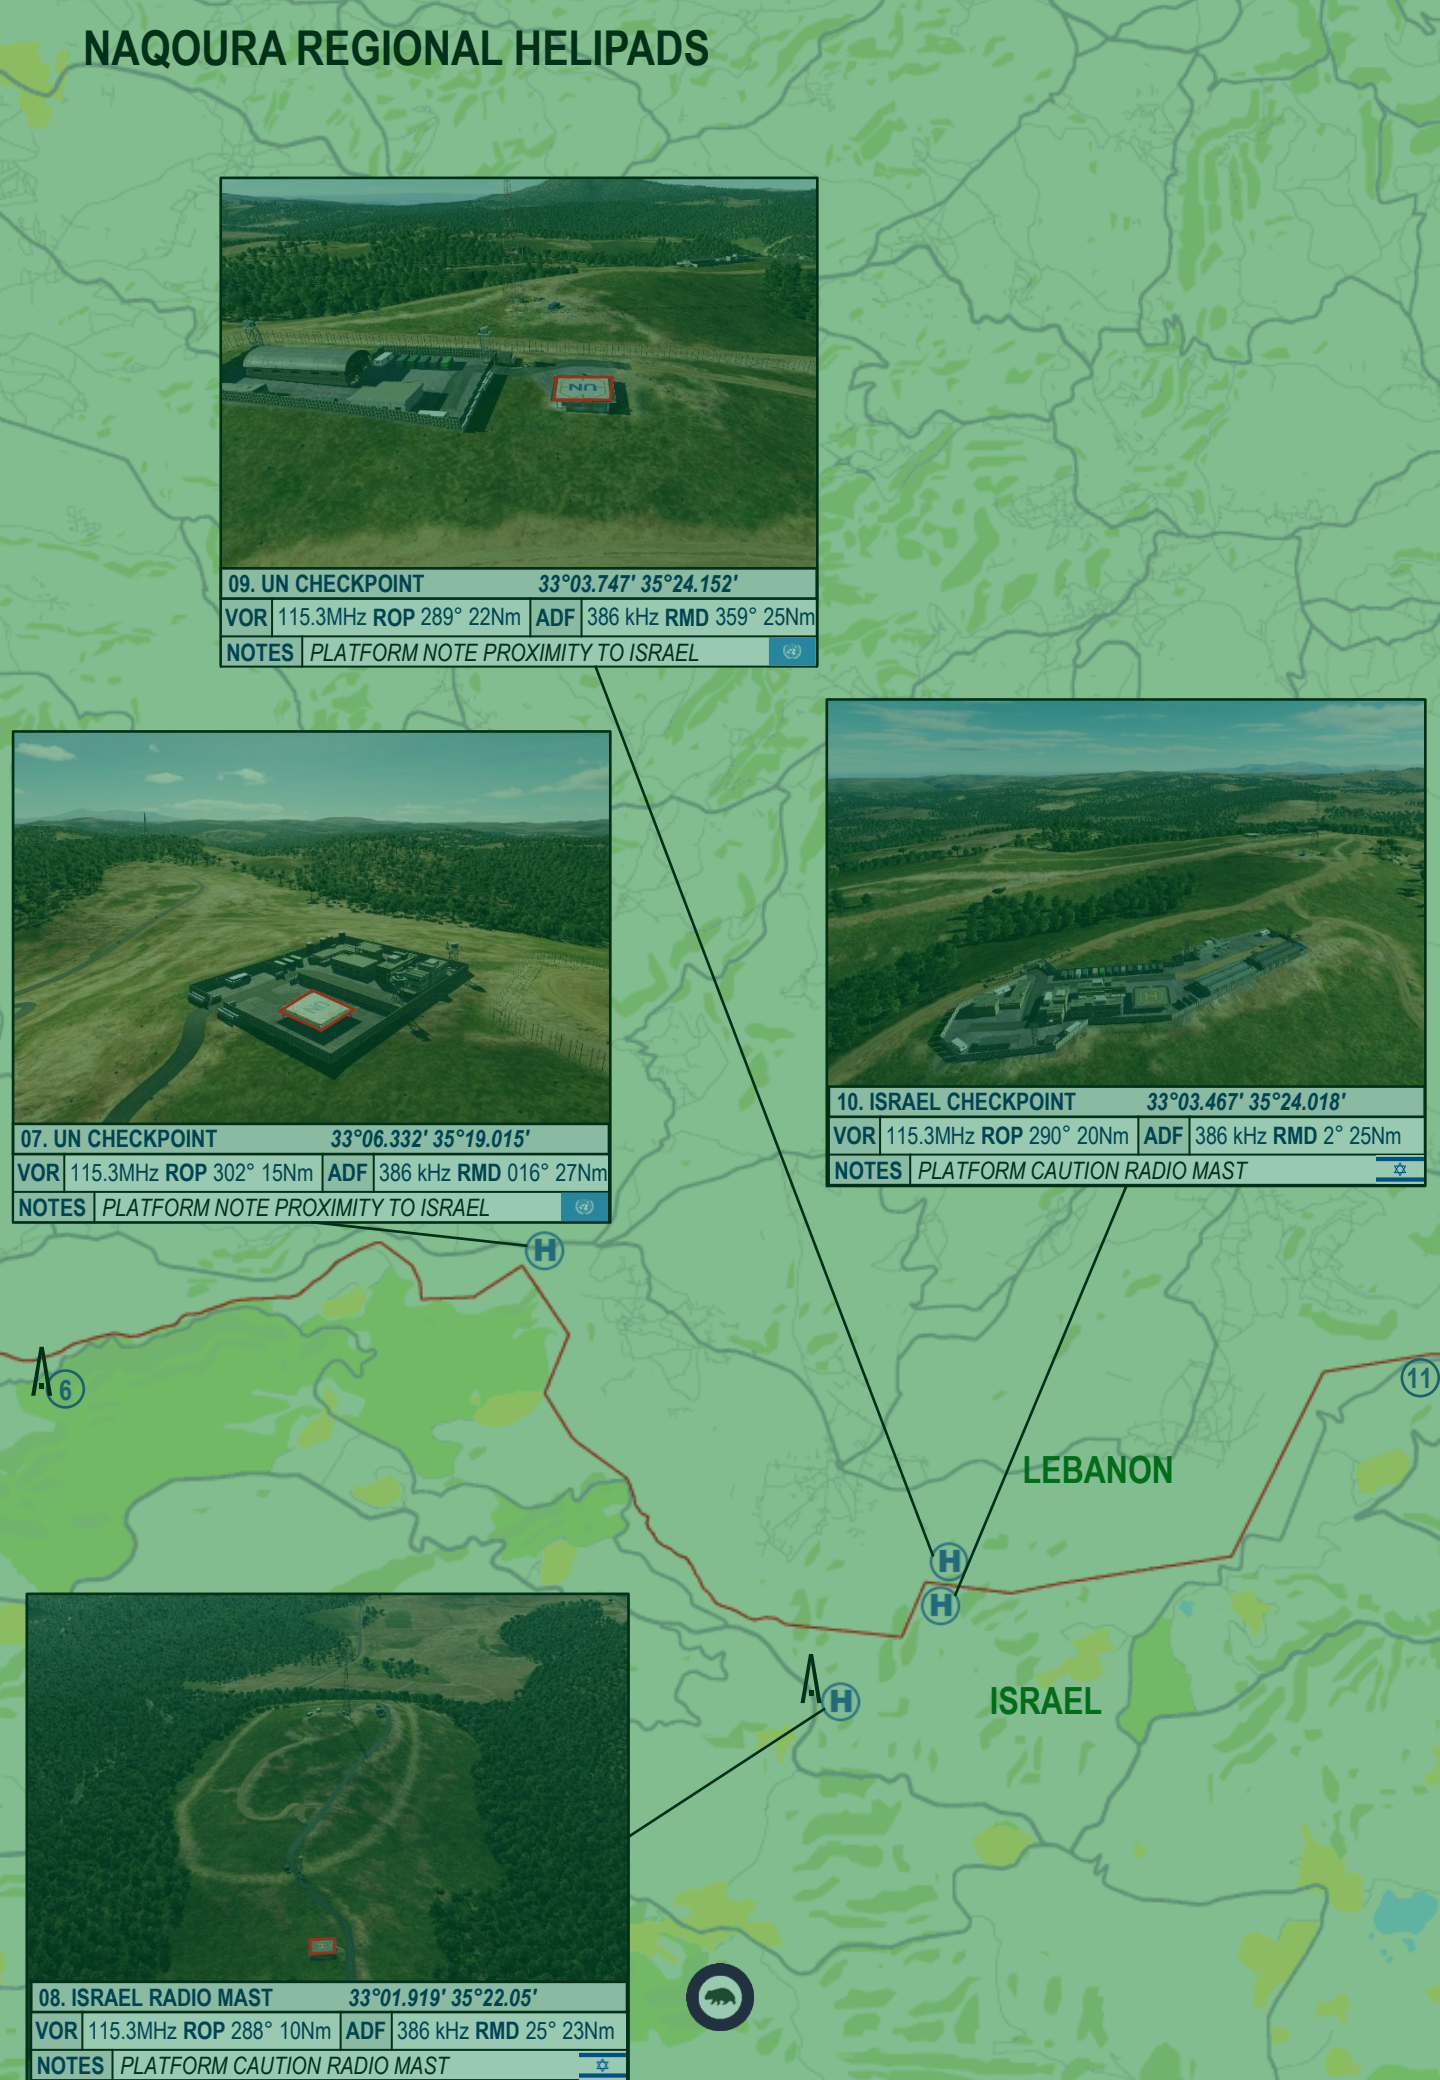 NAQOURA REGIONAL HELIPADS
UN
09. UN CHECKPOINT 33°03.747' 35°24.152'
VOR 115.3MHz ROP 289° 22Nm ADF 386 kHz RMD 359° 25Nm
NOTES PLATFORM NOTE PROXIMITY TO ISRAEL
07. UN CHECKPOINT 33°06.332' 35°19.015'
VOR 115.3MHz ROP 302° 15Nm ADF 386 kHz RMD 016° 27Nm
NOTES PLATFORM NOTE PROXIMITY TO ISRAEL
H
10. ISRAEL CHECKPOINT 33°03.467' 35°24.018'
VOR 115.3MHz ROP 290° 20Nm ADF 386 kHz RMD 2° 25Nm
NOTES PLATFORM CAUTION RADIO MAST
H
6
11
LEBANON
H
H
H
ISRAEL
08. ISRAEL RADIO MAST 33°01.919' 35°22.05'
VOR 115.3MHz ROP 288° 10Nm ADF 386 kHz RMD 25° 23Nm
NOTES PLATFORM CAUTION RADIO MAST